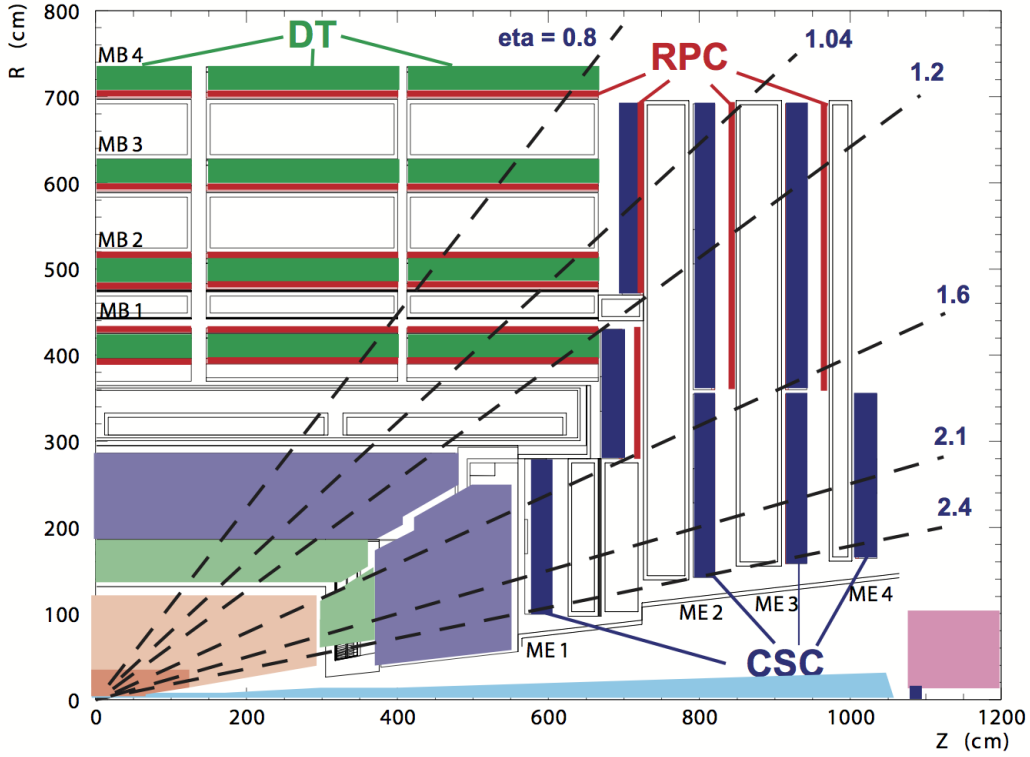 800
R (cm)
DT
eta = 0.8
1.04
MB 4
RPC
1.2
700
MB 3
600
MB 2
500
1.6
MB 1
400
300
2.1
2.4
200
100
ME 2
ME 3
ME 4
ME 1
CSC
0
0
200
400
600
800
1000
1200
Z (cm)